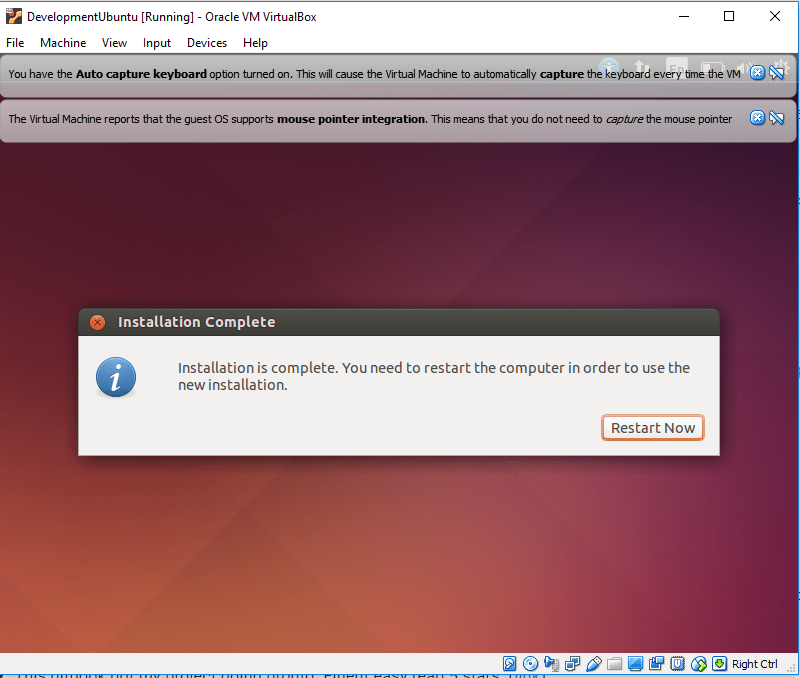 DevelopmentUbuntu [Running] - Oracle VM VirtualBox
File Machine View Input Devices Help
You have the Auto capture keyboard option turned on. This will cause the Virtual Machine to automatically capture the keyboard every time the VM
The Virtual Machine reports that the guest OS supports mouse pointer integration. This means that you do not need to capture the mouse pointer
Installation Complete
Installation is complete. You need to restart the computer in order to use the
new installation.
Restart Now
Right Ctrl